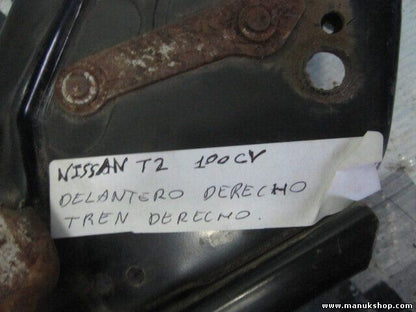 NISSAN T2 100CV
DELANTERO DERECHO
TREN DERECHO.
www.manukshop.com